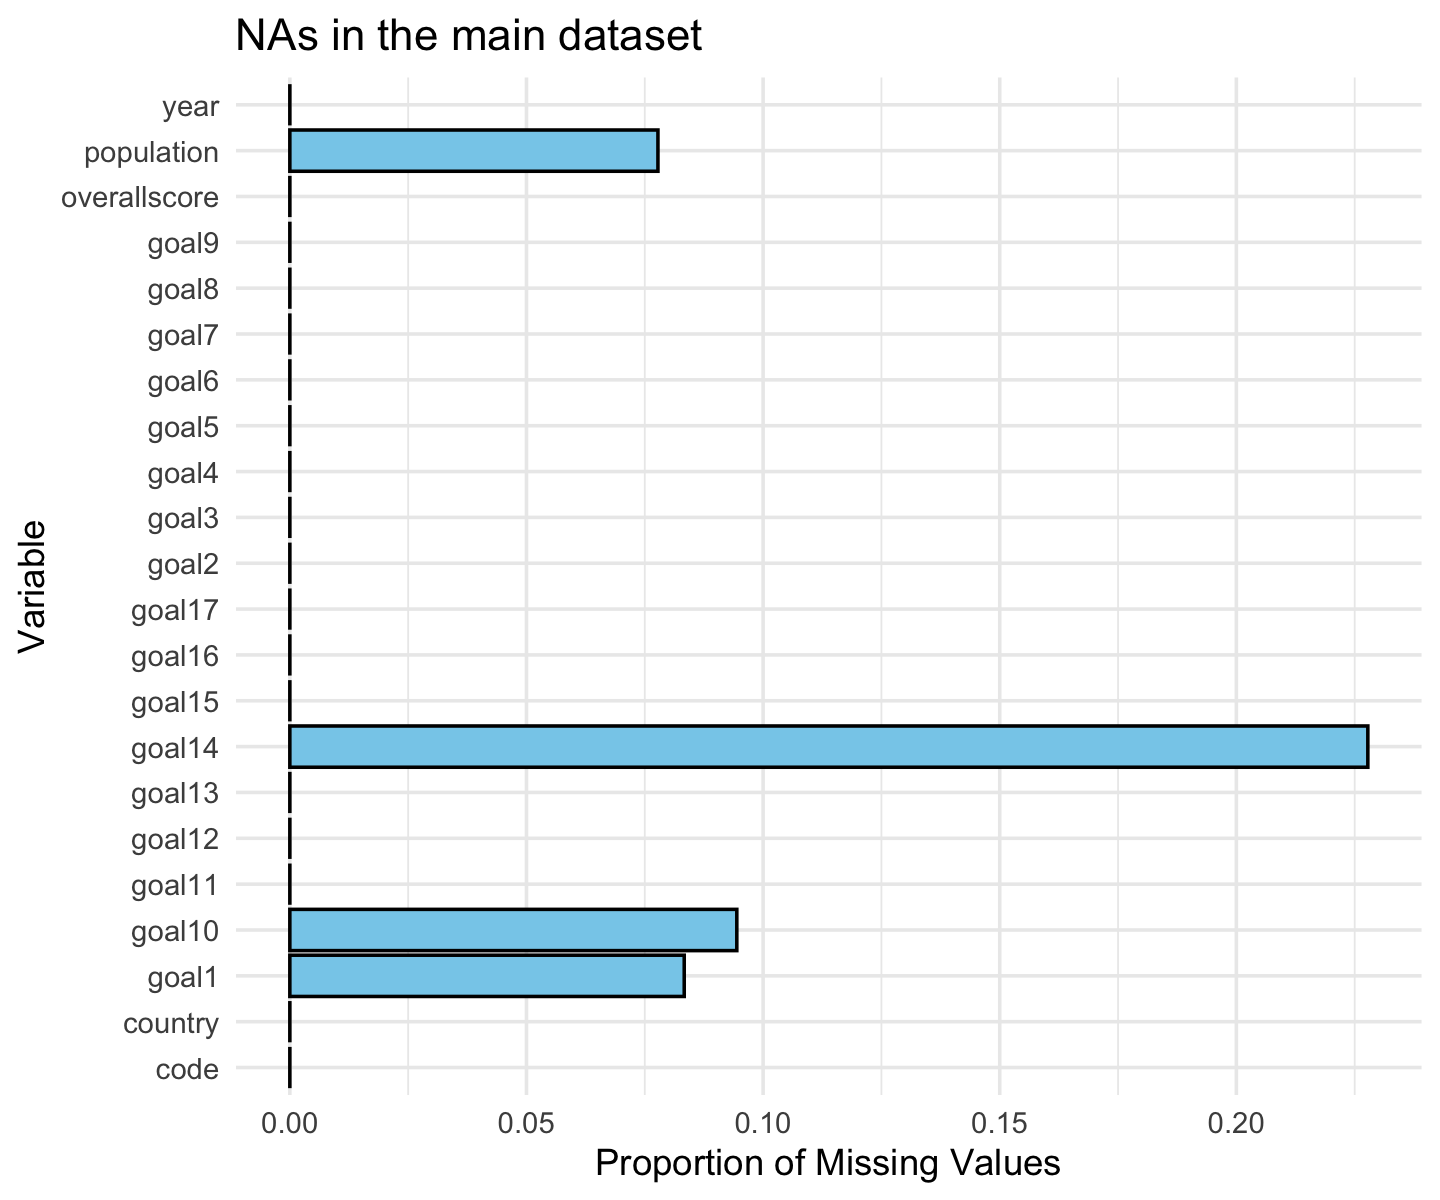 NAs in the main dataset
year
population
overallscore
goal9
goal8
goal7
goal6
goal5
goal4
goal3
goal2
goal17
goal16
goal15
goal14
goal13
goal12
goal11
goal10
goal1
country
code
Variable
0.00 0.05 0.10 0.15 0.20
Proportion of Missing Values